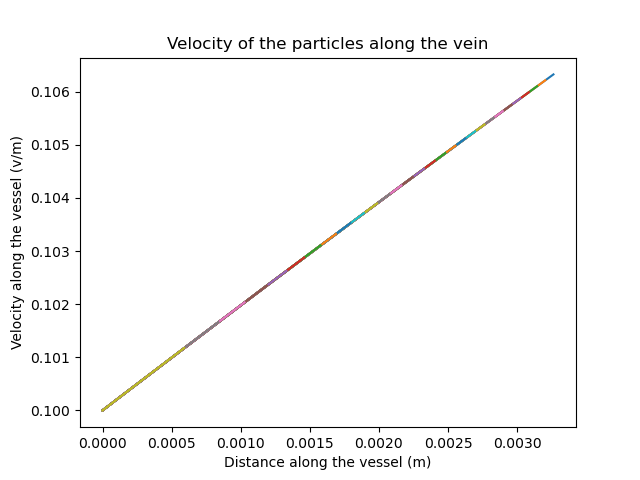 Velocity of the particles along the vein
0.106
0.105
0.104
0.103
0.102
0.101
0.100
Velocity along the vessel (v/m)
0.0000 0.0005 0.0010 0.0015 0.0020 0.0025 0.0030
Distance along the vessel (m)